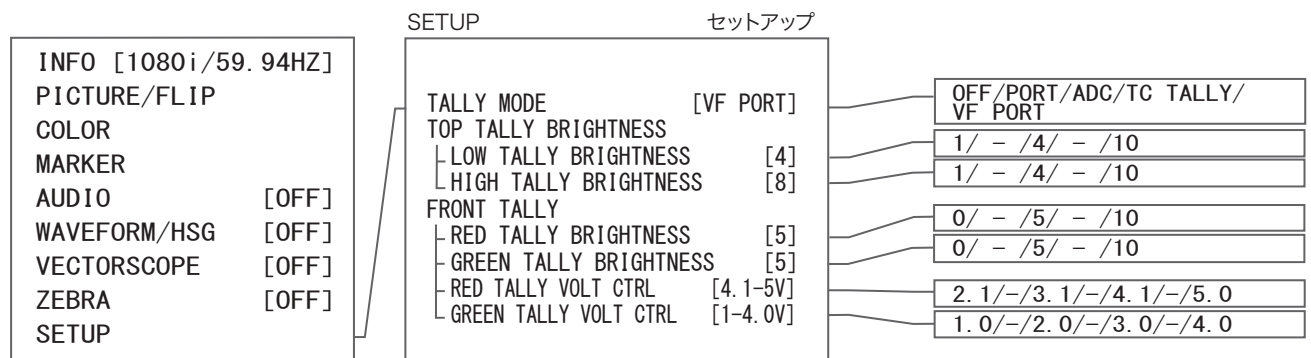 SETUP セットアップ
INFO [1080i/59.94HZ]
PICTURE/FLIP
COLOR
MARKER
AUDIO [OFF]
WAVEFORM/HSG [OFF]
VECTORSCOPE [OFF]
ZEBRA [OFF]
SETUP
TALLY MODE [VF PORT]
TOP TALLY BRIGHTNESS
LOW TALLY BRIGHTNESS [4]
HIGH TALLY BRIGHTNESS [8]
FRONT TALLY
RED TALLY BRIGHTNESS [5]
GREEN TALLY BRIGHTNESS [5]
RED TALLY VOLT CTRL [4.1-5V]
GREEN TALLY VOLT CTRL [1-4.0V]
OFF/PORT/ADC/TC TALLY/
VF PORT
1/ - /4/ - /10
1/ - /4/ - /10
0/ - /5/ - /10
0/ - /5/ - /10
2.1/-/3.1/-/4.1/-/5.0
1.0/-/2.0/-/3.0/-/4.0